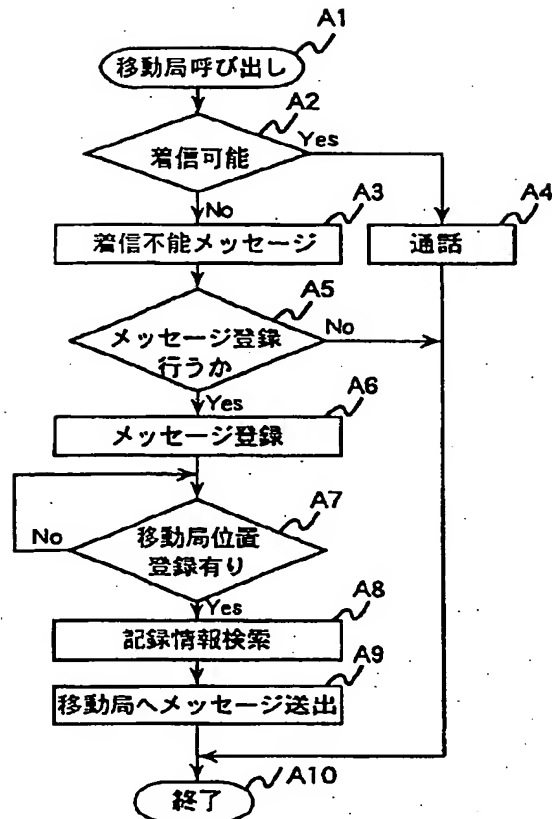 A1
移動局呼び出し
A2
着信可能
Yes
No
A3
着信不能メッセージ
A4
通話
A5
メッセージ登録
行うか
No
Yes
A6
メッセージ登録
A7
移動局位置
登録有り
No
Yes
A8
記録情報検索
A9
移動局へメッセージ送出
A10
終了